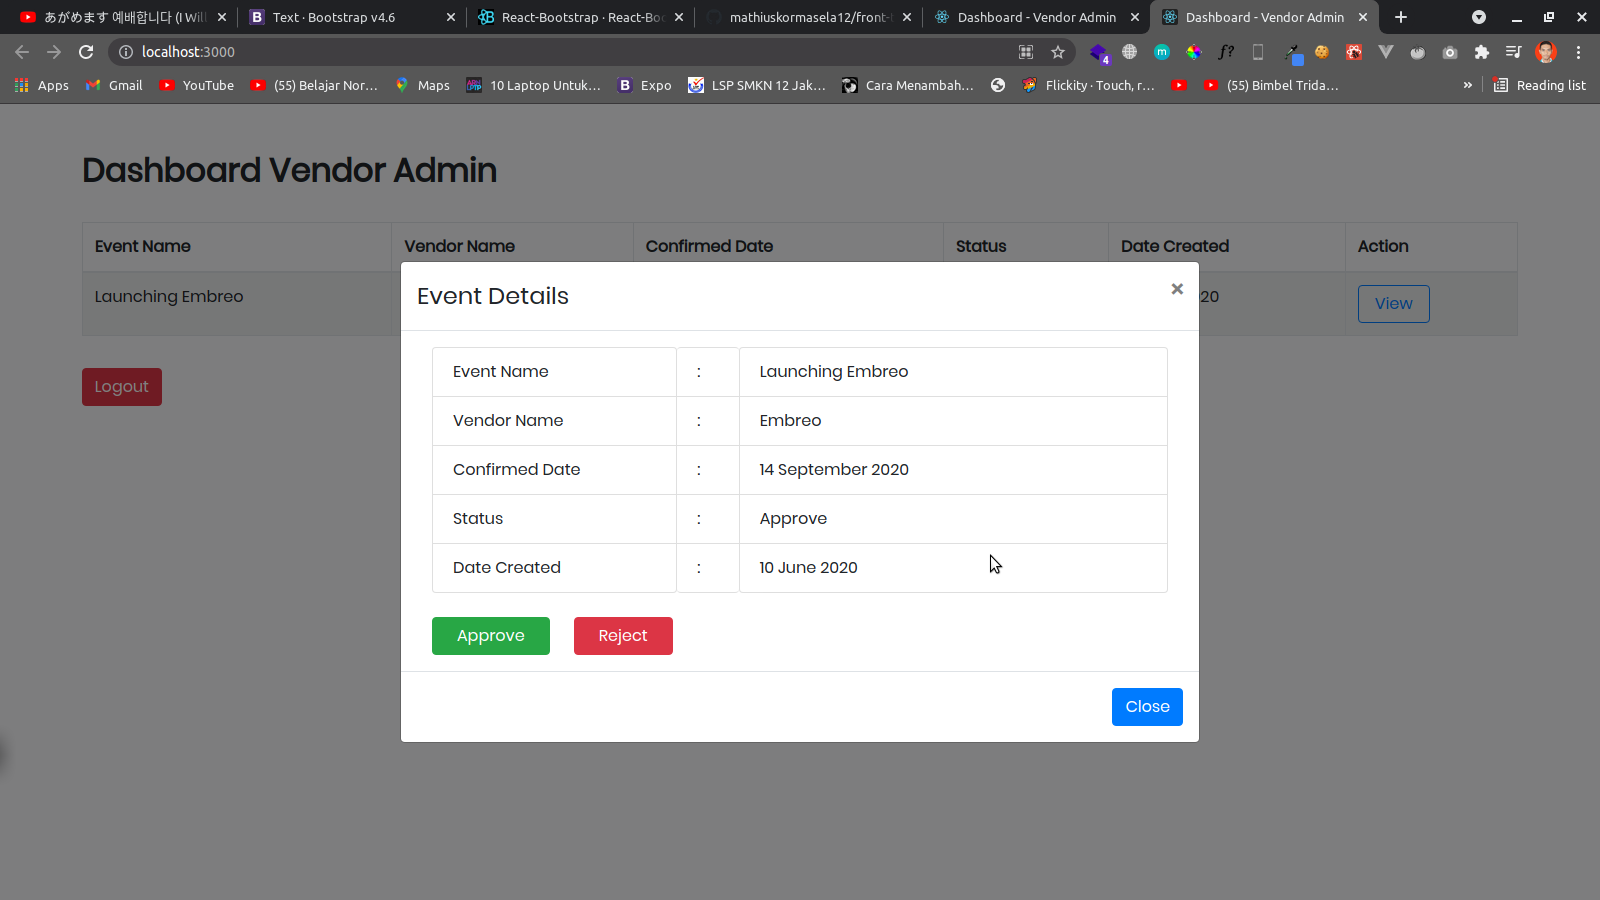 あがめます 예배합니다 (I Will
Text · Bootstrap v4.6
React-Bootstrap · React-Boo
mathiuskormasela12/front-
Dashboard - Vendor Admin
Dashboard - Vendor Admin
localhost:3000
Apps
Gmail
YouTube
(55) Belajar Nor...
Maps
10 Laptop Untuk...
Expo
LSP SMKN 12 Jak...
Cara Menambah...
Flickity · Touch, r...
(55) Bimbel Trida...
»
Reading list
Dashboard Vendor Admin
Event Name
Vendor Name
Confirmed Date
Status
Date Created
Action
Launching Embreo
20
View
Logout
Event Details
×
Event Name : Launching Embreo
Vendor Name : Embreo
Confirmed Date : 14 September 2020
Status : Approve
Date Created : 10 June 2020
Approve
Reject
Close